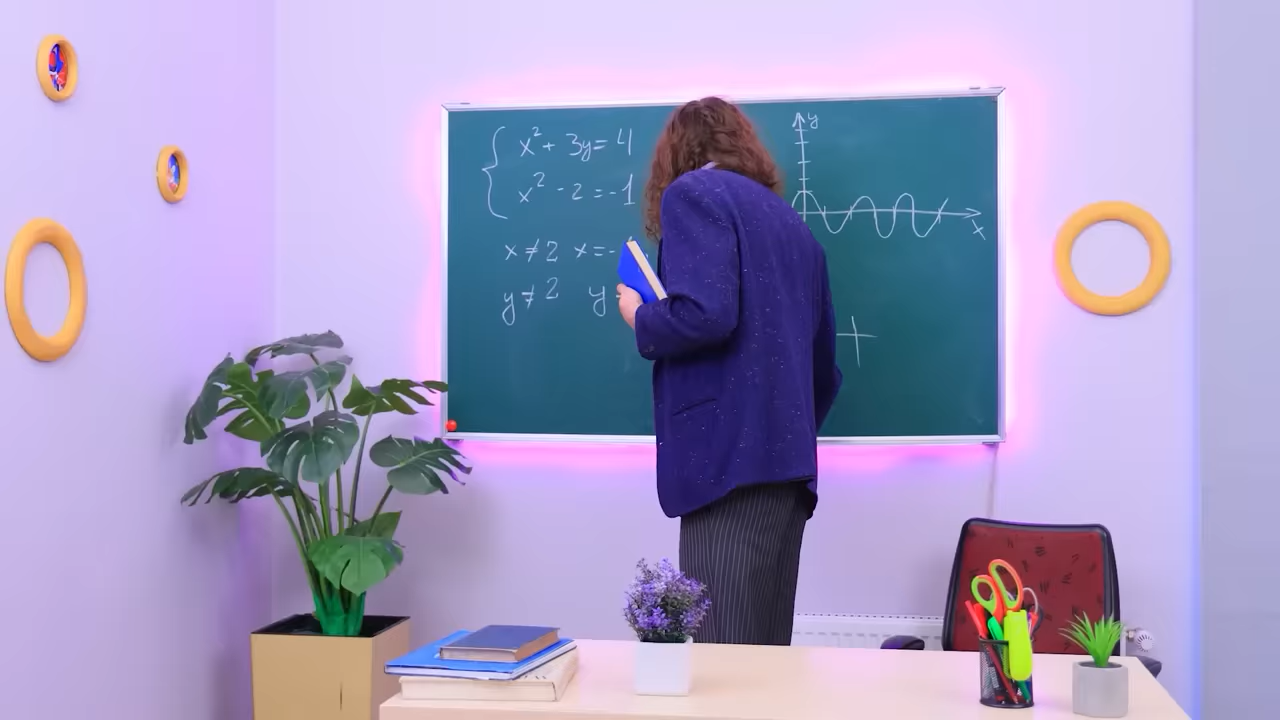 x² + 3y = 4
x² - 2 = -1
x ≠ 2 x = -
y ≠ 2 y
y
x